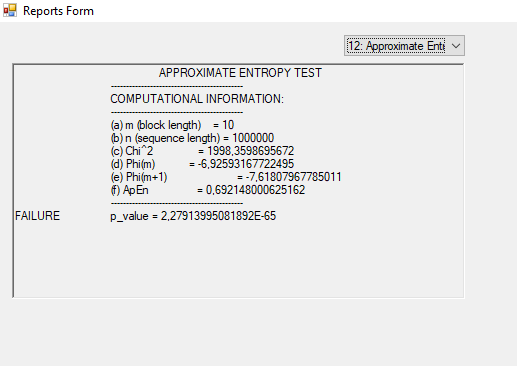 Reports Form
12: Approximate Ent
APPROXIMATE ENTROPY TEST
---------------------------------------------
COMPUTATIONAL INFORMATION:
---------------------------------------------
(a) m (block length) = 10
(b) n (sequence length) = 1000000
(c) Chi^2 = 1998,3598695672
(d) Phi(m) = -6,92593167722495
(e) Phi(m+1) = -7,61807967785011
(f) ApEn = 0,692148000625162
---------------------------------------------
FAILURE p_value = 2,27913995081892E-65